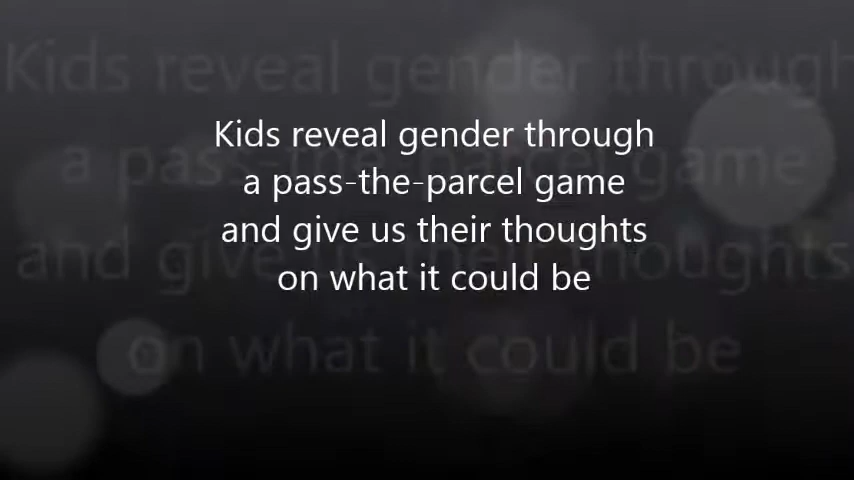 Kids reveal gender through
a pass-the-parcel game
and give us their thoughts
on what it could be